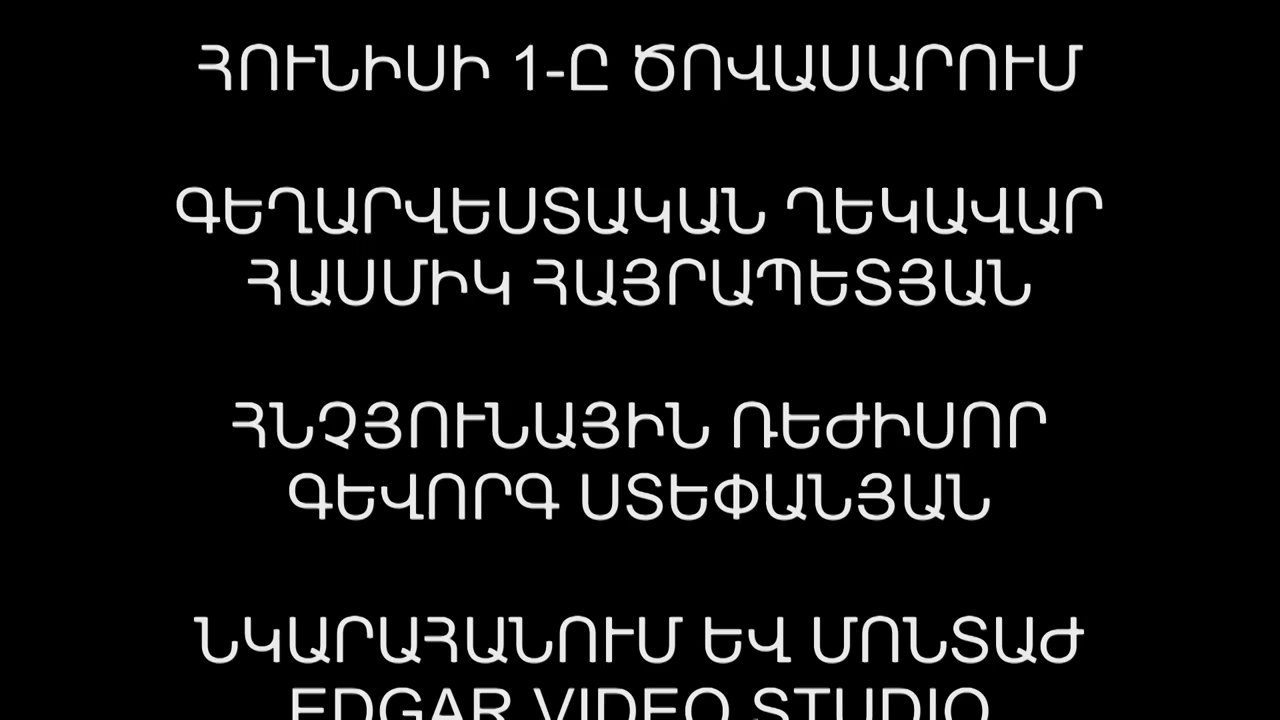 ՀՈՒՆԻՍԻ 1-Ը ԾՈՎԱՍԱՐՈՒՄ
ԳԵՂԱՐՎԵՍՏԱԿԱՆ ՂԵԿԱՎԱՐ
ՀԱՍՄԻԿ ՀԱՅՐԱՊԵՏՅԱՆ
ՀՆՉՅՈՒՆԱՅԻՆ ՌԵԺԻՍՈՐ
ԳԵՎՈՐԳ ՍՏԵՓԱՆՅԱՆ
ՆԿԱՐԱՀԱՆՈՒՄ ԵՎ ՄՈՆՏԱԺ
EDGAR VIDEO STUDIO